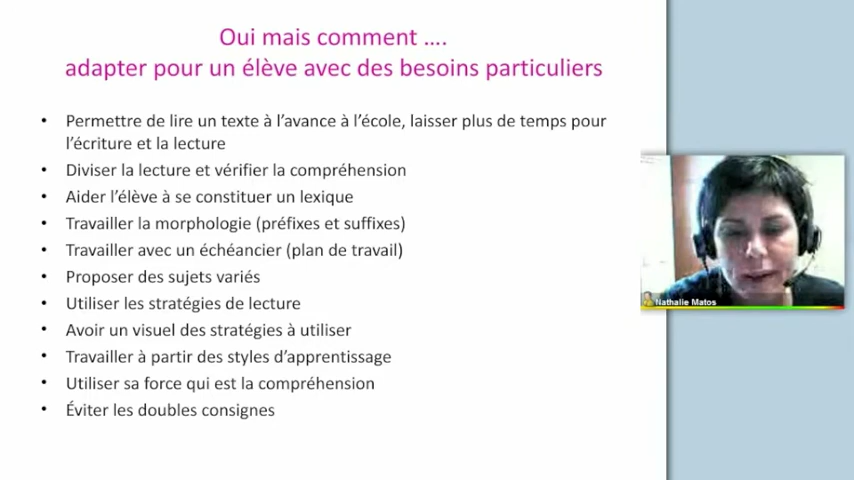 Oui mais comment ….
adapter pour un élève avec des besoins particuliers
• Permettre de lire un texte à l’avance à l’école, laisser plus de temps pour
l’écriture et la lecture
• Diviser la lecture et vérifier la compréhension
• Aider l’élève à se constituer un lexique
• Travailler la morphologie (préfixes et suffixes)
• Travailler avec un échéancier (plan de travail)
• Proposer des sujets variés
• Utiliser les stratégies de lecture
• Avoir un visuel des stratégies à utiliser
• Travailler à partir des styles d’apprentissage
• Utiliser sa force qui est la compréhension
• Éviter les doubles consignes
Nathalie Matos